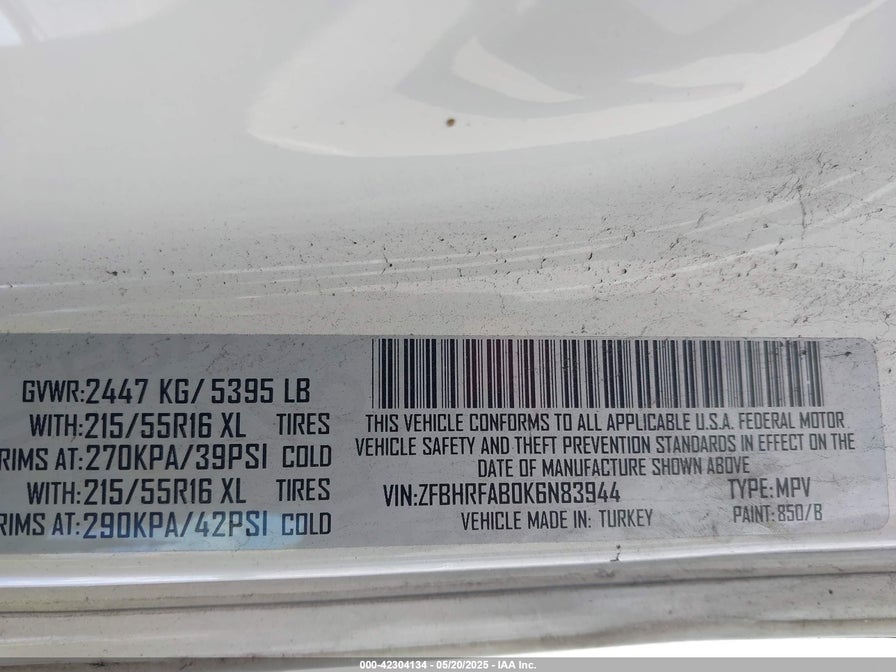 GVWR:2447 KG/5395 LB
WITH:215/55R16 XL TIRES
RIMS AT:270KPA/39PSI COLD
WITH:215/55R16 XL TIRES
RIMS AT:290KPA/42PSI COLD
THIS VEHICLE CONFORMS TO ALL APPLICABLE U.S.A. FEDERAL MOTOR
VEHICLE SAFETY AND THEFT PREVENTION STANDARDS IN EFFECT ON THE
DATE OF MANUFACTURE SHOWN ABOVE
VIN:ZFBHRFAB0K6N83944 TYPE:MPV
VEHICLE MADE IN: TURKEY PAINT:850/B
000-42304134 - 05/20/2025 - IAA Inc.